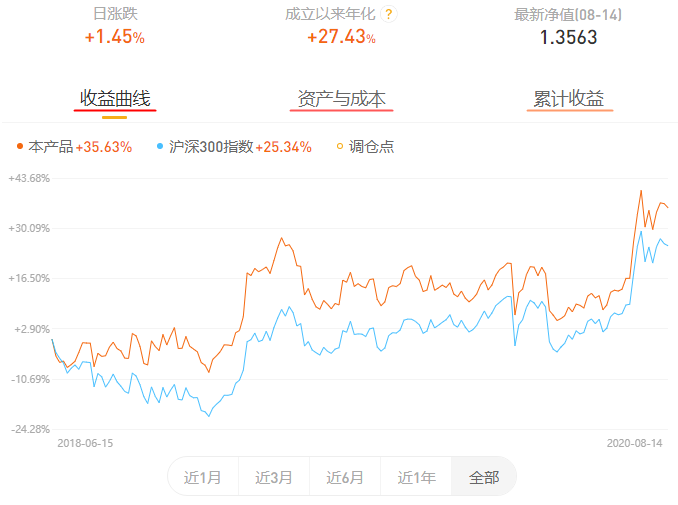 日涨跌 成立以来年化 ? 最新净值(08-14)
+1.45% +27.43% 1.3563
收益曲线 资产与成本 累计收益
本产品+35.63% 沪深300指数+25.34% 调仓点
+43.68%
+30.09%
+16.50%
+2.90%
-10.69%
-24.28%
2018-06-15 2020-08-14
近1月 近3月 近6月 近1年 全部